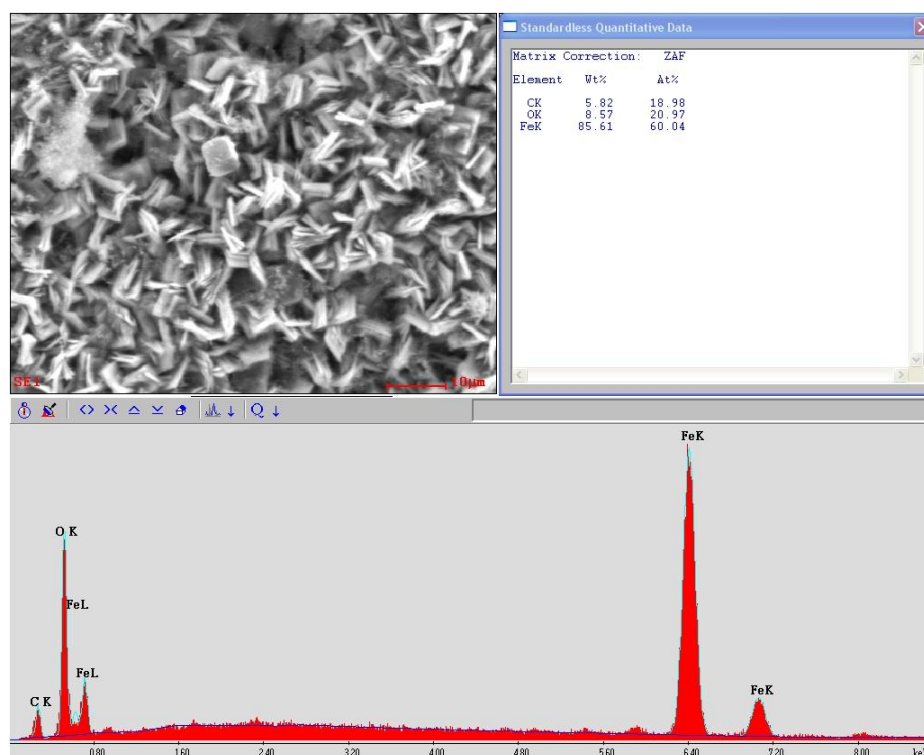 Standardless Quantitative Data
Matrix Correction: ZAF
Element Wt% At%
CK 5.82 18.98
OK 8.57 20.97
FeK 85.61 60.04
SE1
10µm
Q
FeK
O K
FeL
FeL
C K
FeK
0.80 1.60 2.40 3.20 4.00 4.80 5.60 6.40 7.20 8.00